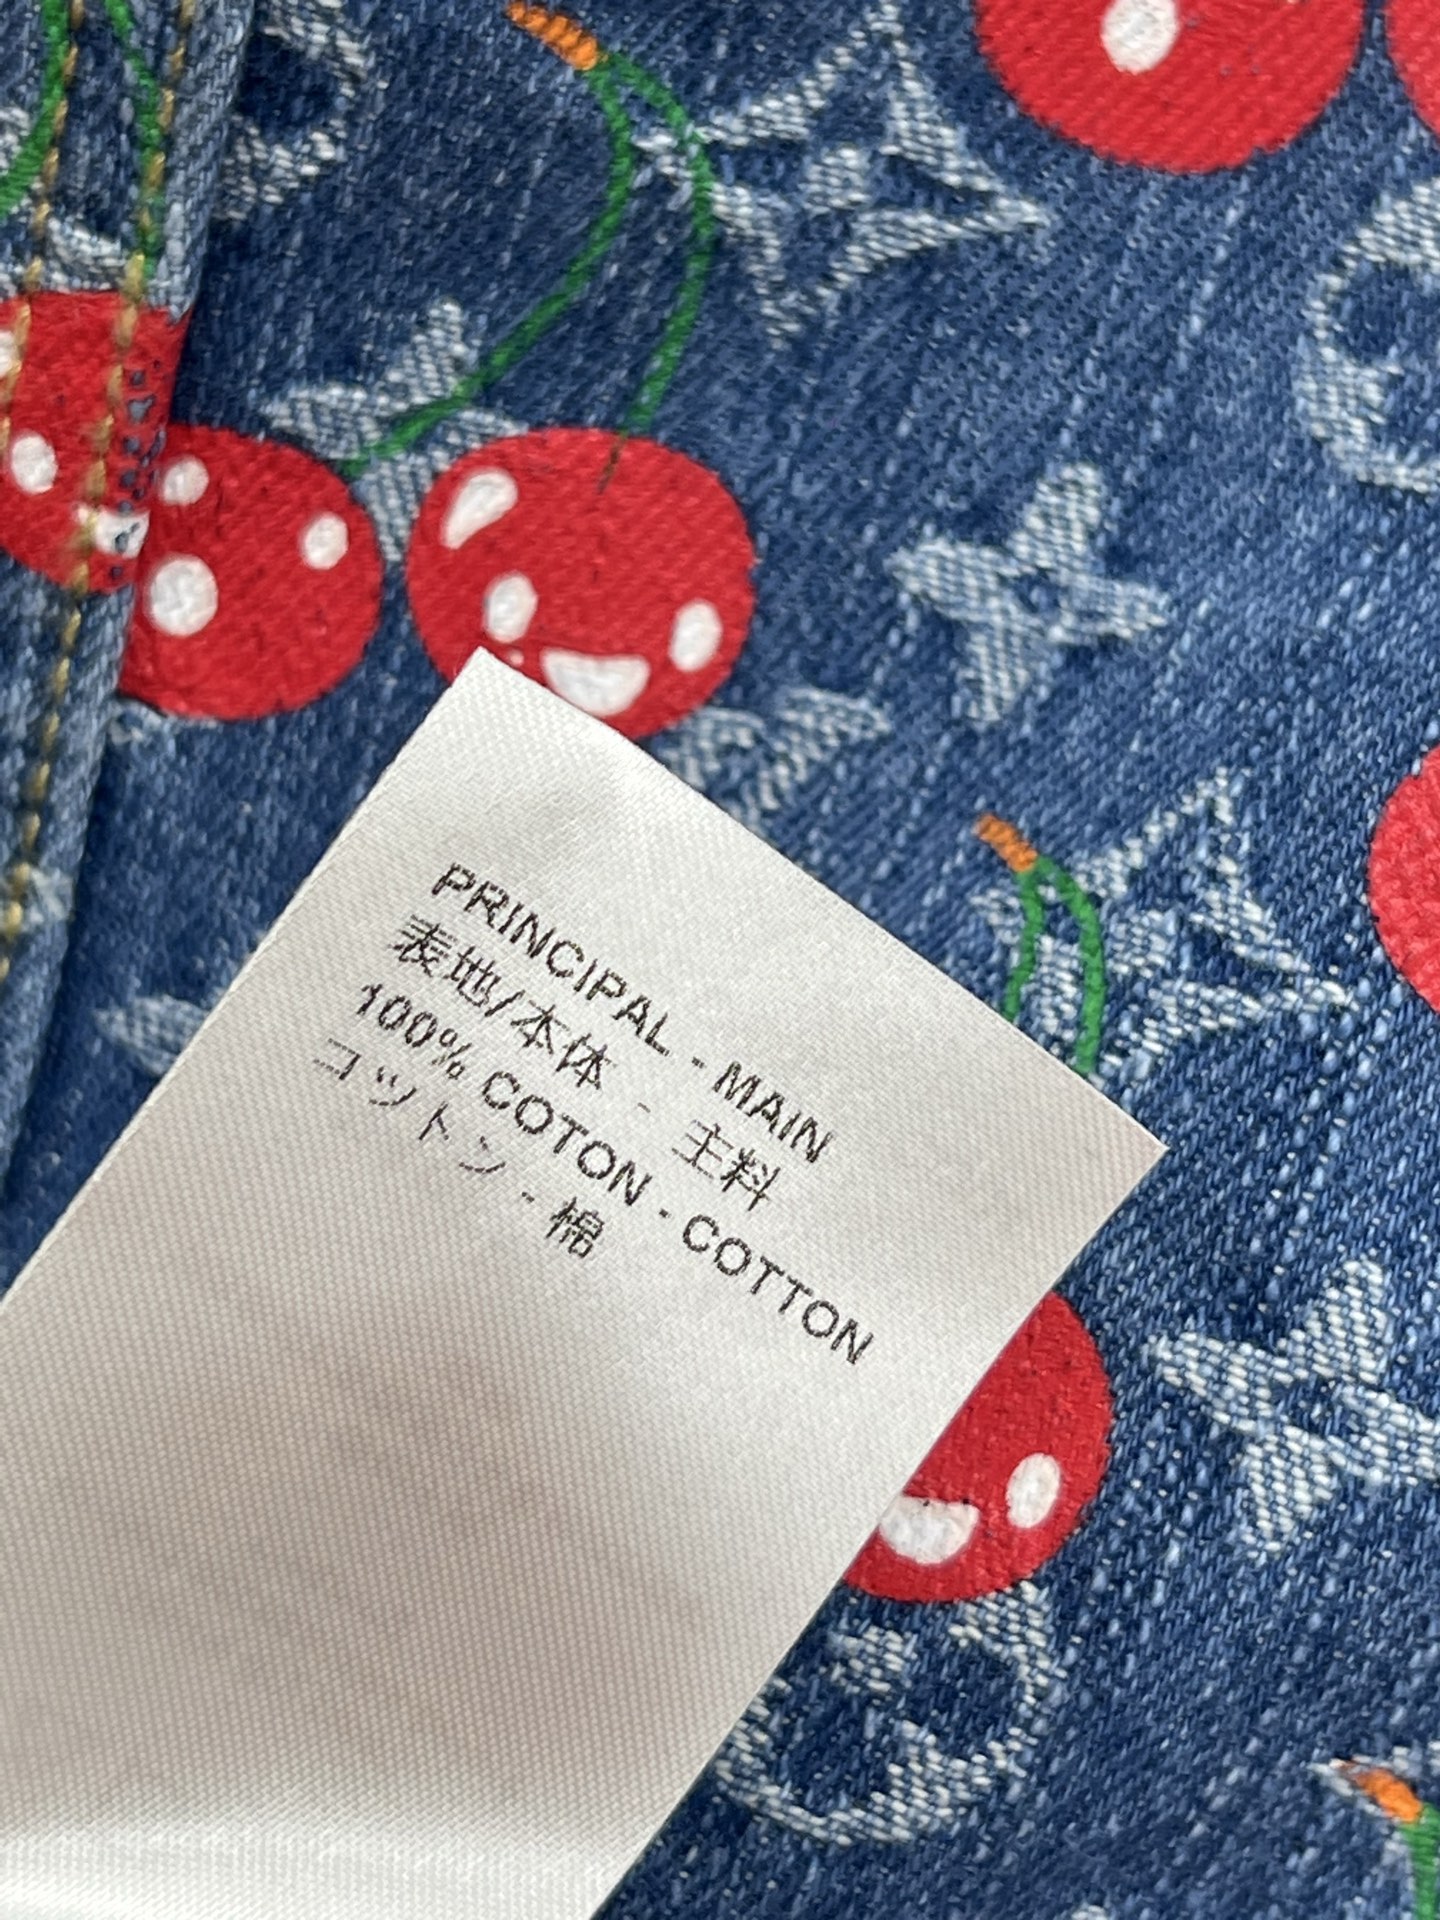 PRINCIPAL - MAIN
表地/本体 - 主料
100% COTON - COTTON
コットン - 棉